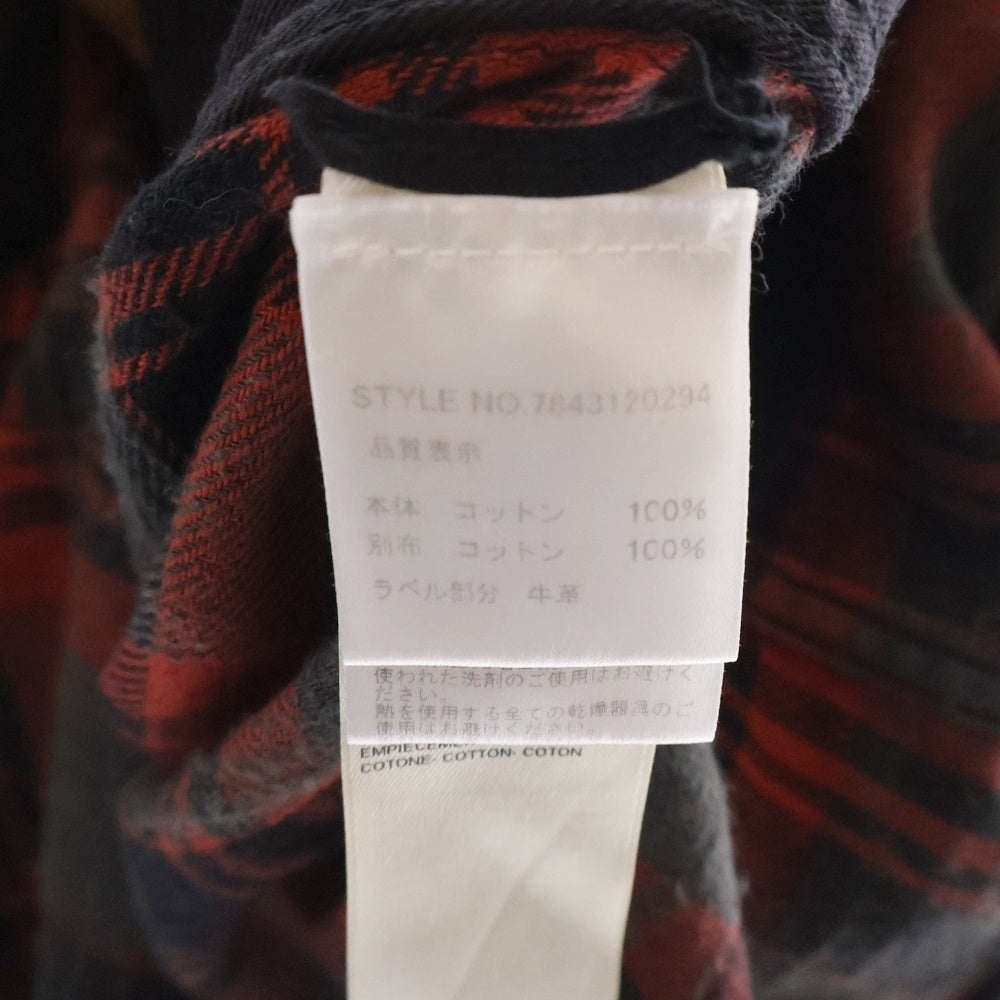 STYLE NO.7843120294
品質表示
本体 コットン 100%
別布 コットン 100%
ラベル部分 牛革
使われた洗剤のご使用はお避けく
ださい。
熱を使用する全ての乾燥器具のご
使用はお避けください。
COTONE- COTTON- COTON